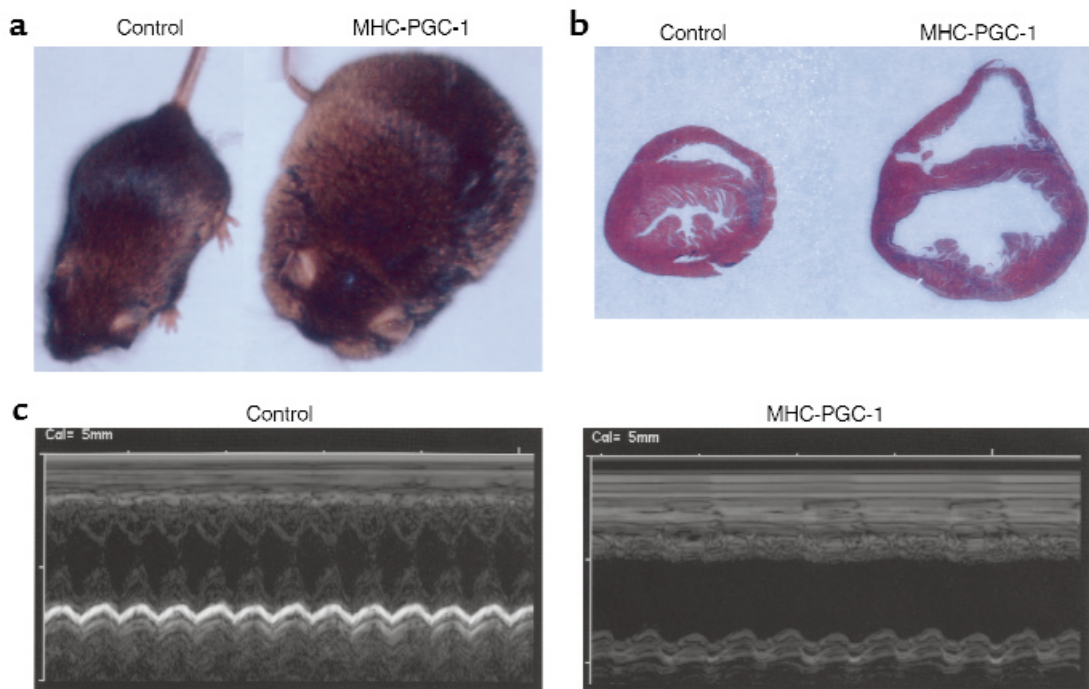 a
Control
MHC-PGC-1
b
Control
MHC-PGC-1
c
Control
Cal= 5mm
MHC-PGC-1
Cal= 5mm